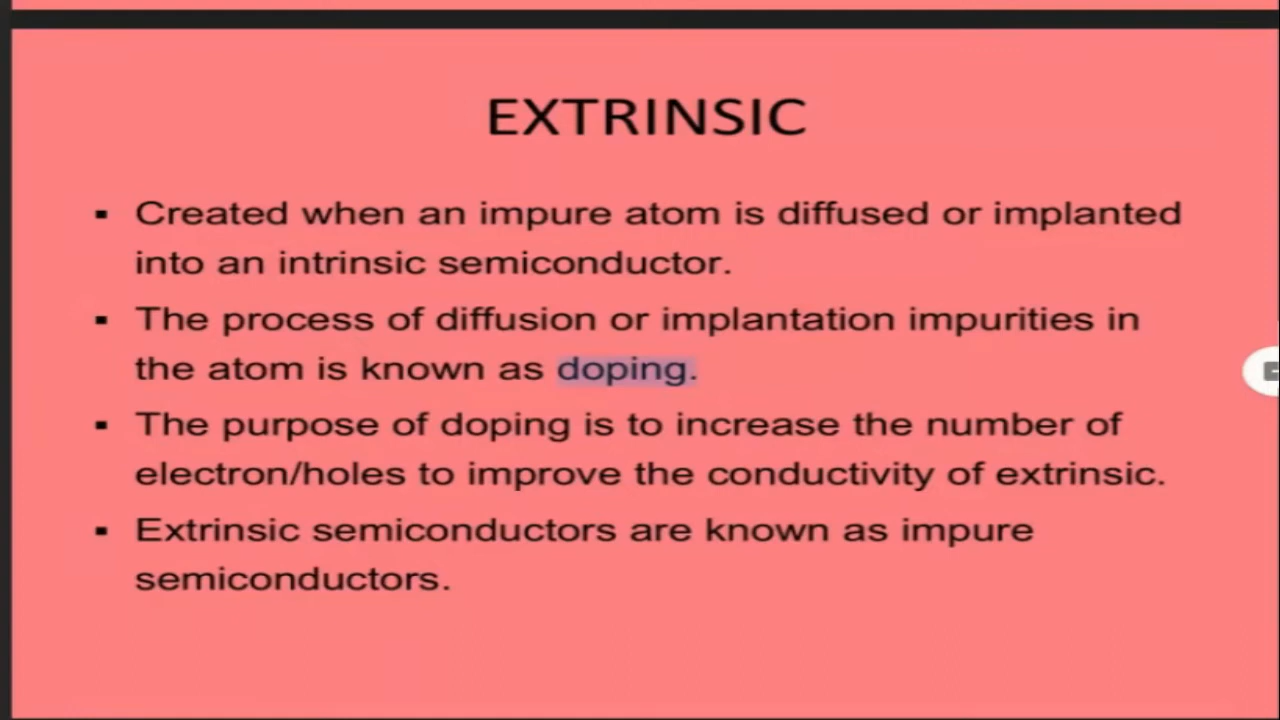 EXTRINSIC
▪ Created when an impure atom is diffused or implanted
into an intrinsic semiconductor.
▪ The process of diffusion or implantation impurities in
the atom is known as doping.
▪ The purpose of doping is to increase the number of
electron/holes to improve the conductivity of extrinsic.
▪ Extrinsic semiconductors are known as impure
semiconductors.